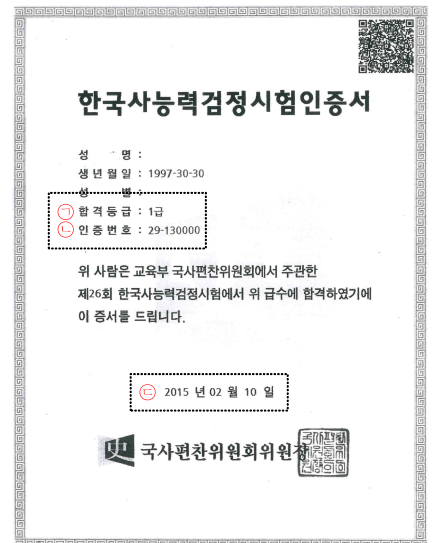 한국사능력검정시험인증서
성 명 :
생년월일 : 1997-30-30
성 별 :
㉠ 합격등급 : 1급
㉡ 인증번호 : 29-130000
위 사람은 교육부 국사편찬위원회에서 주관한
제26회 한국사능력검정시험에서 위 급수에 합격하였기에
이 증서를 드립니다.
㉢ 2015 년 02 월 10 일
史 국사편찬위원회위원장